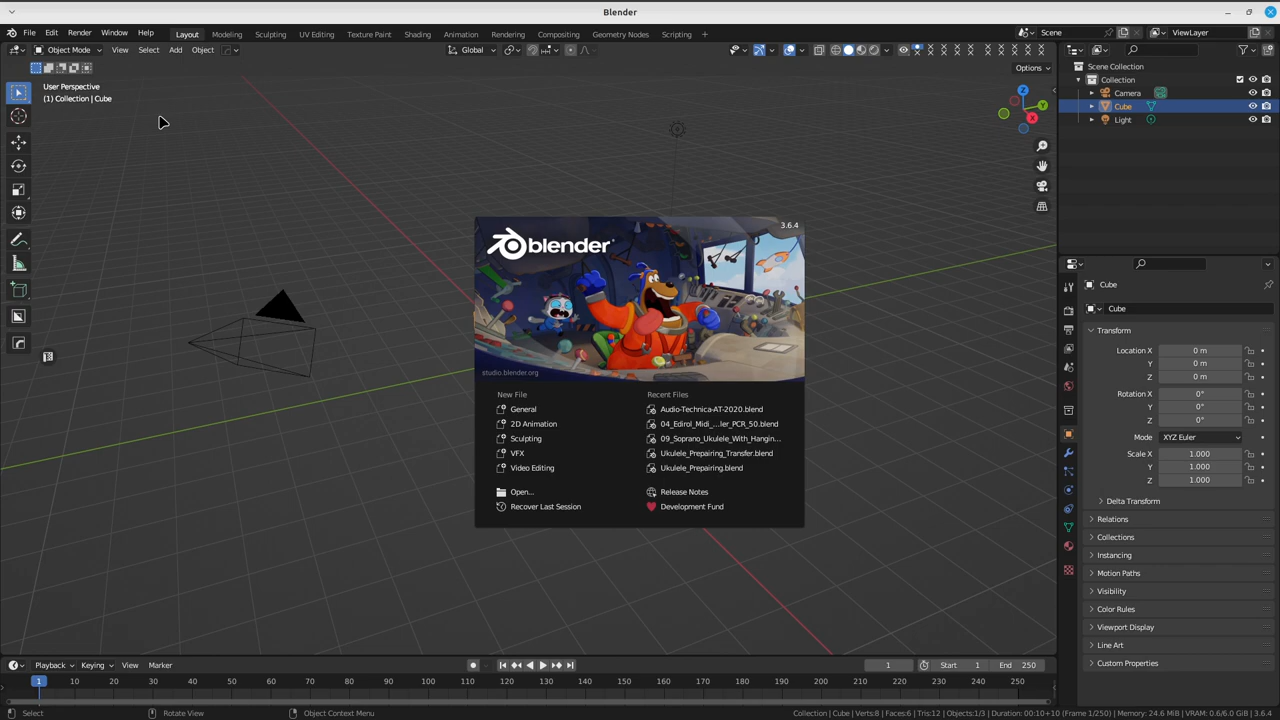 Blender
File Edit Render Window Help
Layout Modeling Sculpting UV Editing Texture Paint Shading Animation Rendering Compositing Geometry Nodes Scripting +
Scene
ViewLayer
Object Mode View Select Add Object
Global
Options
User Perspective
(1) Collection | Cube
Z
Y
X
Scene Collection
Collection
Camera
Cube
Light
3.6.4
blender
studio.blender.org
New File
General
2D Animation
Sculpting
VFX
Video Editing
Open...
Recover Last Session
Recent Files
Audio-Technica-AT-2020.blend
04_Edirol_Midi_...ler_PCR_50.blend
09_Soprano_Ukulele_With_Hangin...
Ukulele_Prepairing_Transfer.blend
Ukulele_Prepairing.blend
Release Notes
Development Fund
Cube
Cube
Transform
Location X 0 m
Y 0 m
Z 0 m
Rotation X 0°
Y 0°
Z 0°
Mode XYZ Euler
Scale X 1.000
Y 1.000
Z 1.000
Delta Transform
Relations
Collections
Instancing
Motion Paths
Visibility
Color Rules
Viewport Display
Line Art
Custom Properties
Playback Keying View Marker
1 Start 1 End 250
1 10 20 30 40 50 60 70 80 90 100 110 120 130 140 150 160 170 180 190 200 210 220 230 240 250
Select Rotate View Object Context Menu
Collection | Cube | Verts:8 | Faces:6 | Tris:12 | Objects:1/3 | Duration: 00:10+10 (Frame 1/250) | Memory: 24.6 MiB | VRAM: 0.6/6.0 GiB | 3.6.4